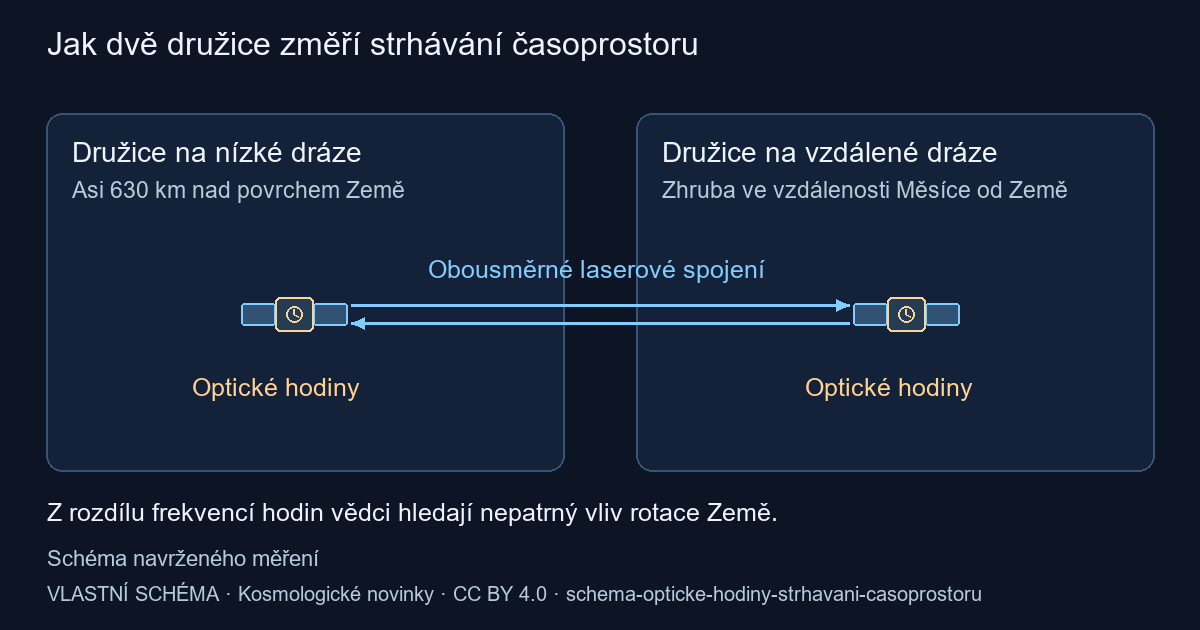 Jak dvě družice změří strhávání časoprostoru
Družice na nízké dráze
Asi 630 km nad povrchem Země
Družice na vzdálené dráze
Zhruba ve vzdálenosti Měsíce od Země
Obousměrné laserové spojení
Optické hodiny
Optické hodiny
Z rozdílu frekvencí hodin vědci hledají nepatrný vliv rotace Země.
Schéma navrženého měření
VLASTNÍ SCHÉMA · Kosmologické novinky · CC BY 4.0 · schema-opticke-hodiny-strhavani-casoprostoru